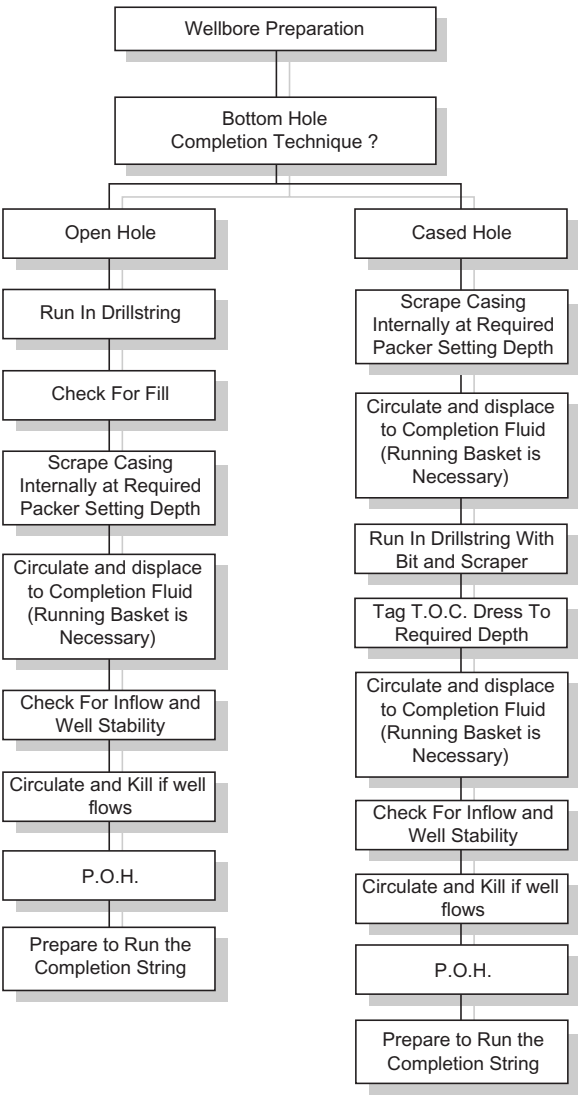 Wellbore Preparation
Bottom Hole
Completion Technique ?
Open Hole
Run In Drillstring
Check For Fill
Scrape Casing
Internally at Required
Packer Setting Depth
Circulate and displace
to Completion Fluid
(Running Basket is
Necessary)
Check For Inflow and
Well Stability
Circulate and Kill if well
flows
P.O.H.
Prepare to Run the
Completion String
Cased Hole
Scrape Casing
Internally at Required
Packer Setting Depth
Circulate and displace
to Completion Fluid
(Running Basket is
Necessary)
Run In Drillstring With
Bit and Scraper
Tag T.O.C. Dress To
Required Depth
Circulate and displace
to Completion Fluid
(Running Basket is
Necessary)
Check For Inflow and
Well Stability
Circulate and Kill if well
flows
P.O.H.
Prepare to Run the
Completion String